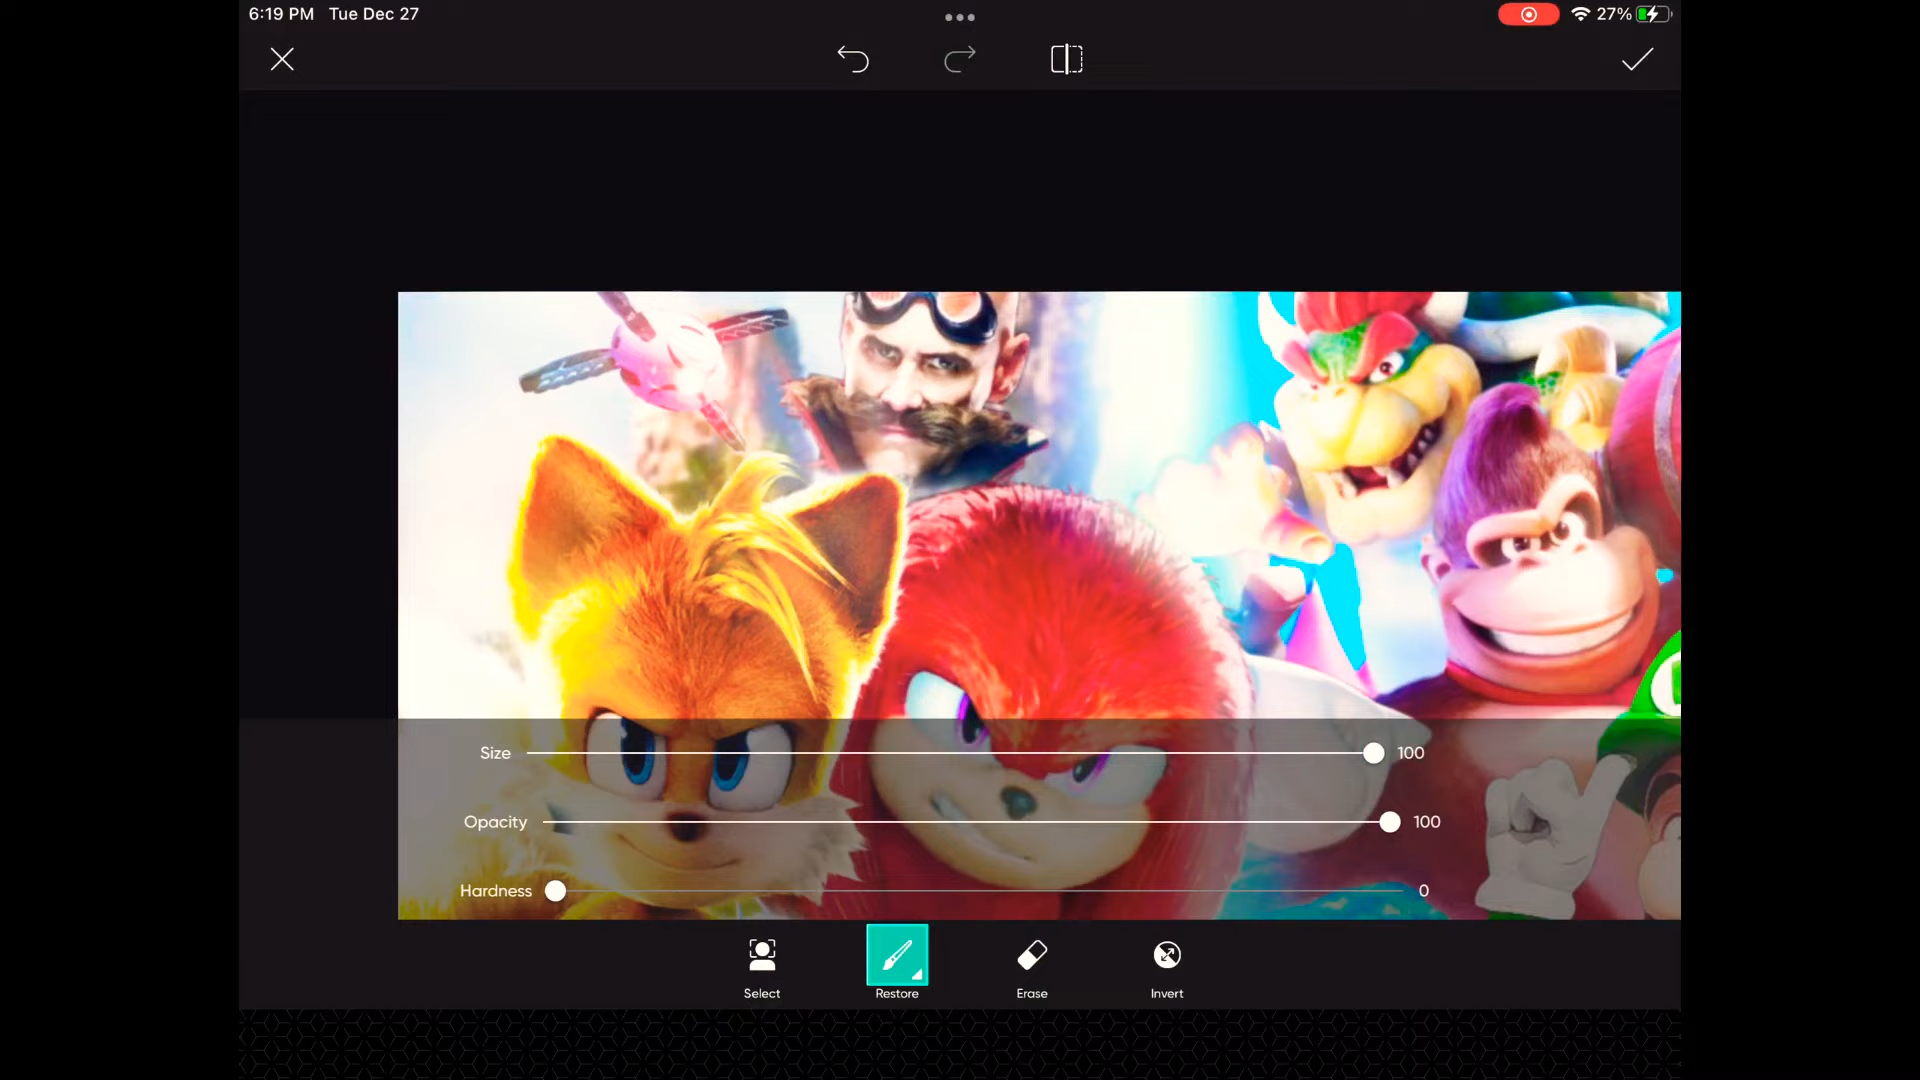 6:19 PM Tue Dec 27
27%
Size 100
Opacity 100
Hardness 0
Select Restore Erase Invert